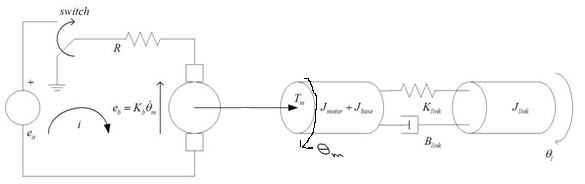 switch
R
+
e_a
i
e_b = K_b θ̇_m
T_m
J_motor + J_base
K_link
B_link
J_link
θ_l
θ_m